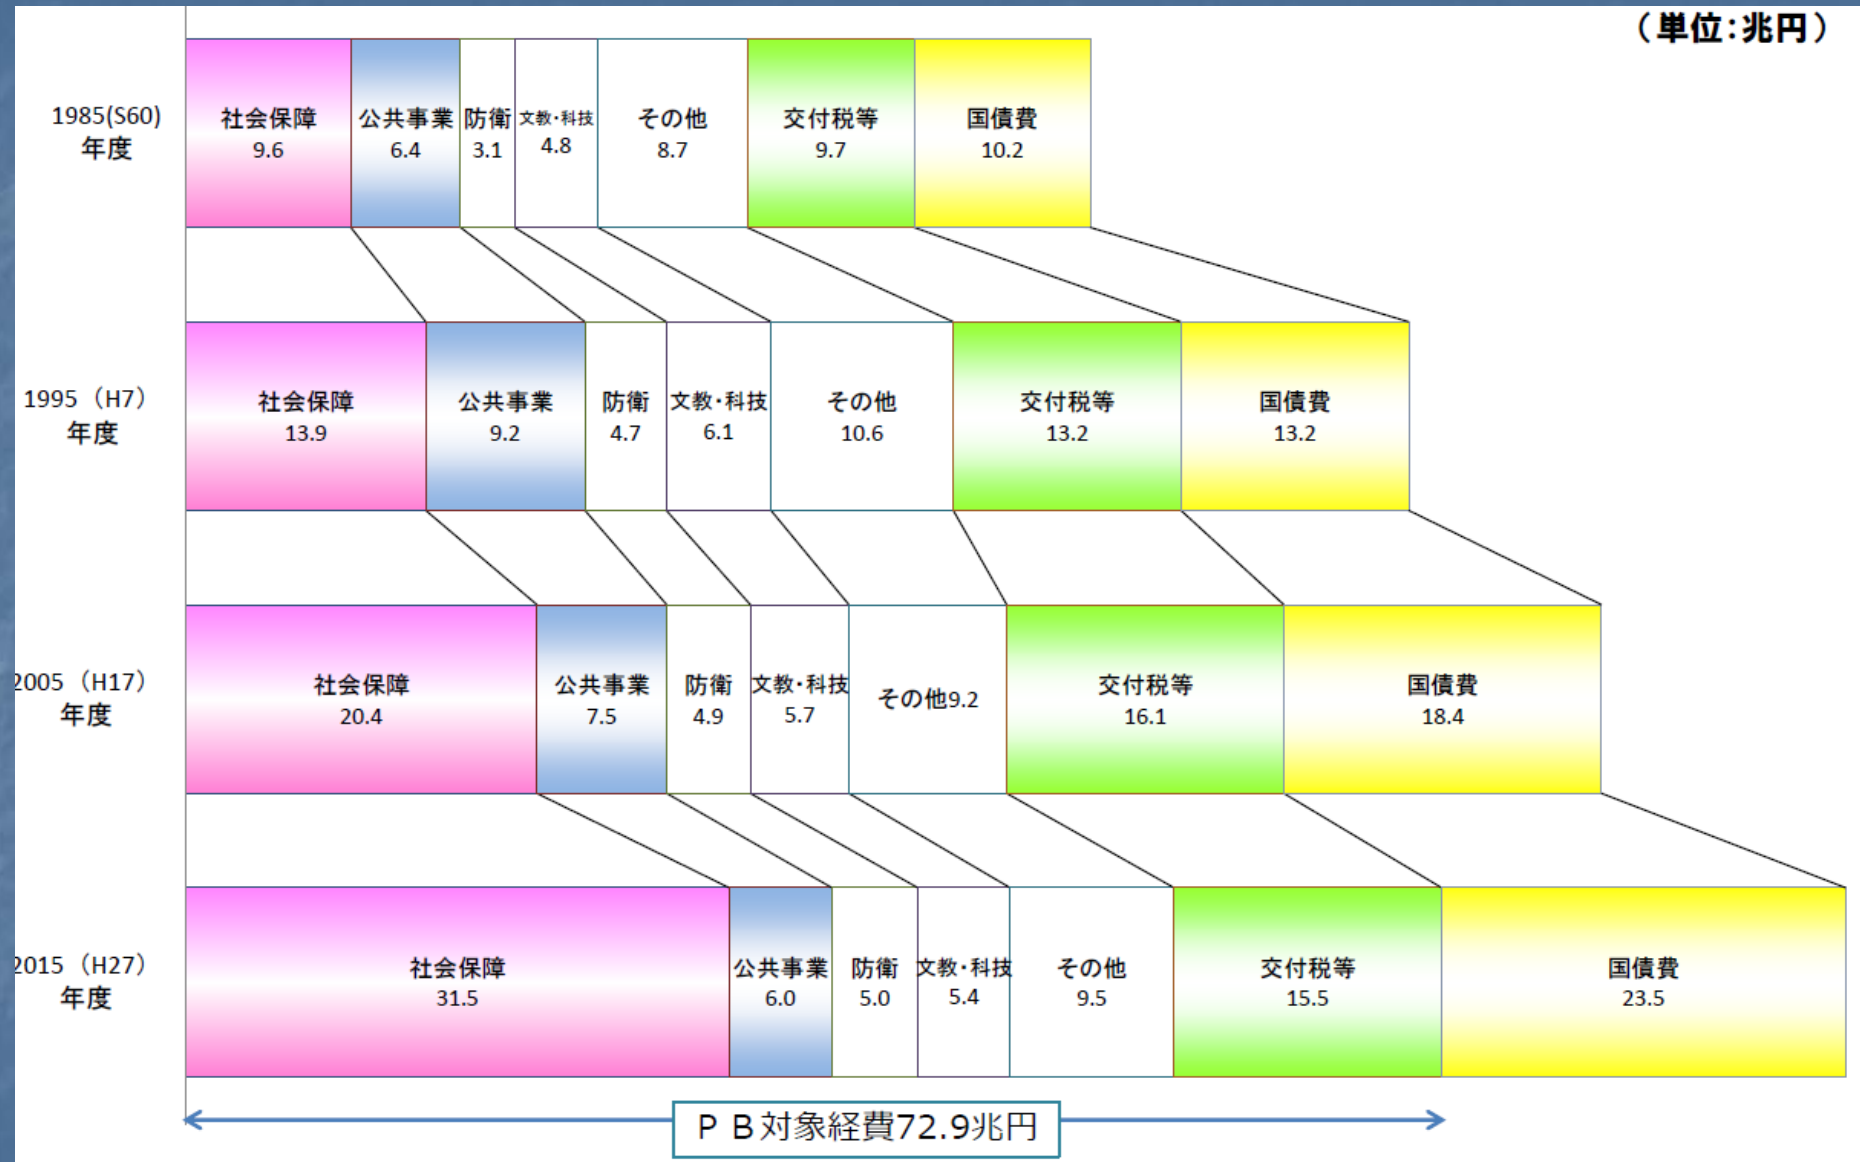 （単位：兆円）
1985(S60)
年度
社会保障
9.6
公共事業
6.4
防衛
3.1
文教・科技
4.8
その他
8.7
交付税等
9.7
国債費
10.2
1995（H7）
年度
社会保障
13.9
公共事業
9.2
防衛
4.7
文教・科技
6.1
その他
10.6
交付税等
13.2
国債費
13.2
2005（H17）
年度
社会保障
20.4
公共事業
7.5
防衛
4.9
文教・科技
5.7
その他9.2
交付税等
16.1
国債費
18.4
2015（H27）
年度
社会保障
31.5
公共事業
6.0
防衛
5.0
文教・科技
5.4
その他
9.5
交付税等
15.5
国債費
23.5
ＰＢ対象経費72.9兆円